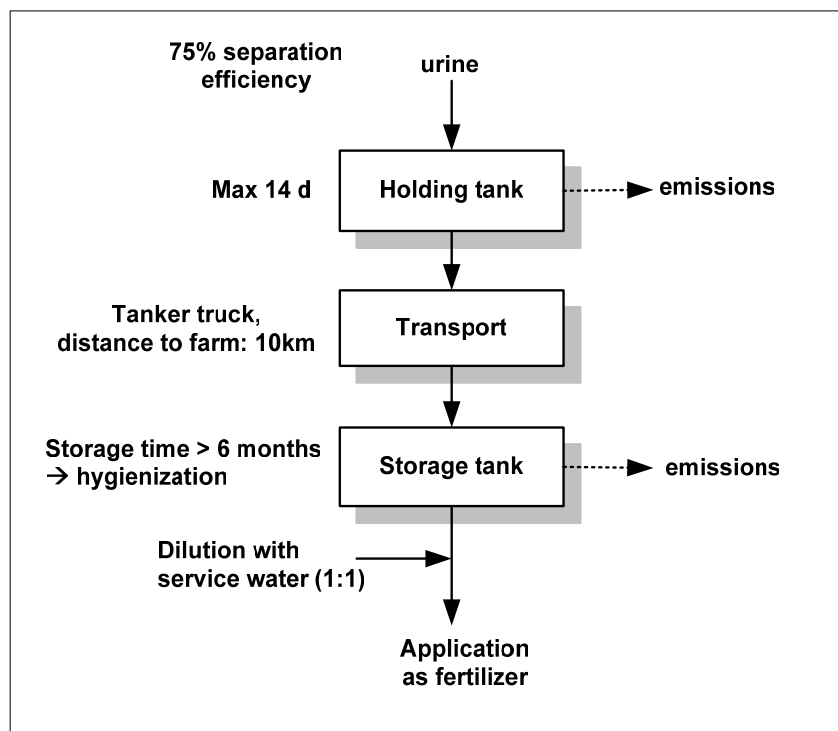 75% separation
efficiency
urine
Max 14 d
Holding tank
emissions
Tanker truck,
distance to farm: 10km
Transport
Storage time > 6 months
→ hygienization
Storage tank
emissions
Dilution with
service water (1:1)
Application
as fertilizer